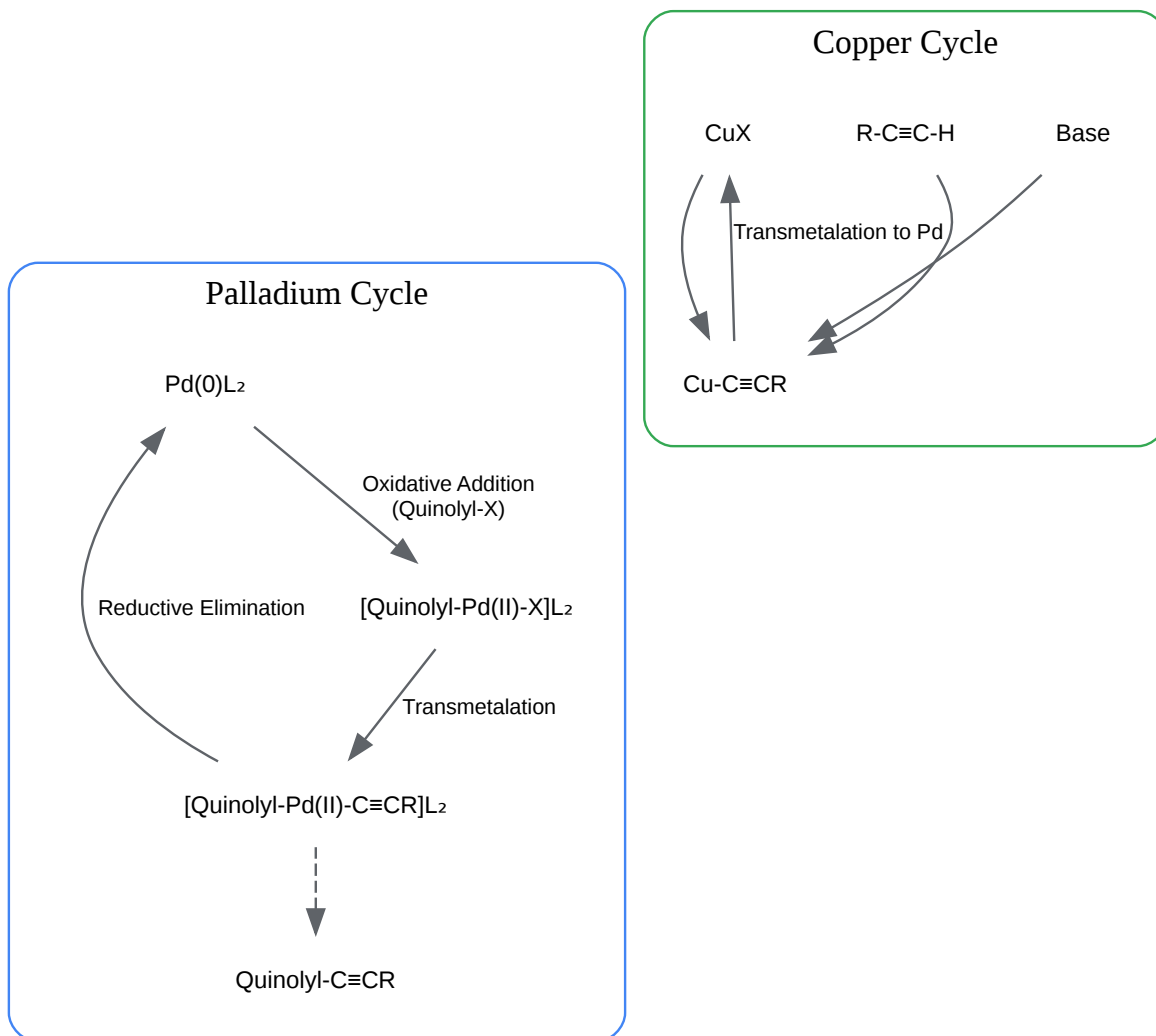 Copper Cycle
CuX
R-C≡C-H
Base
Transmetalation to Pd
Cu-C≡CR
Palladium Cycle
Pd(0)L₂
Oxidative Addition
(Quinolyl-X)
[Quinolyl-Pd(II)-X]L₂
Reductive Elimination
Transmetalation
[Quinolyl-Pd(II)-C≡CR]L₂
Quinolyl-C≡CR